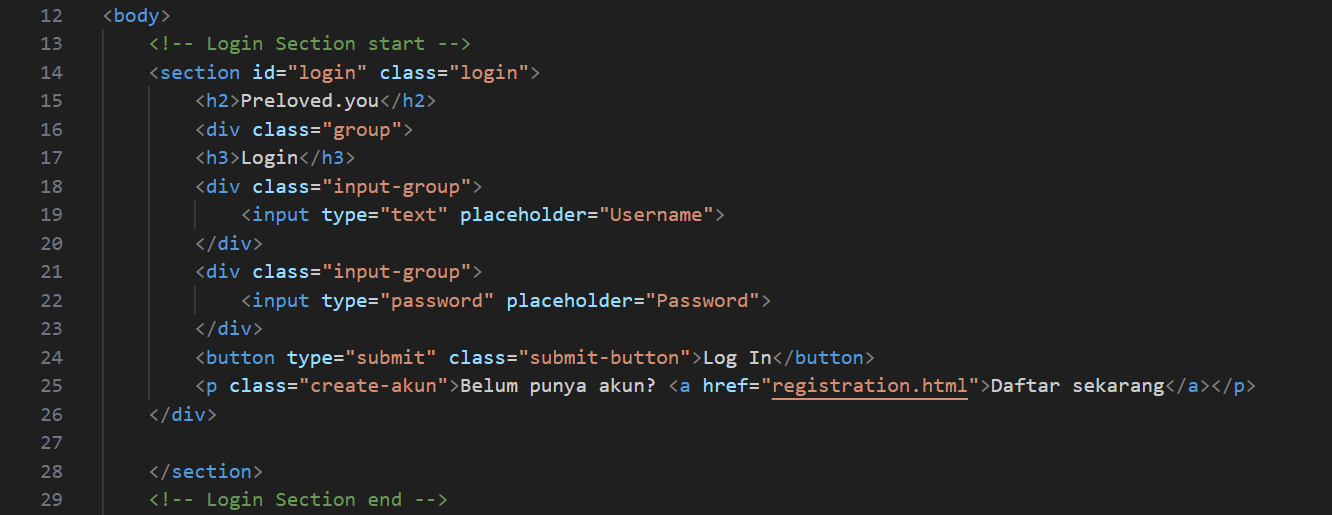 12 <body>
13 <!-- Login Section start -->
14 <section id="login" class="login">
15 <h2>Preloved.you</h2>
16 <div class="group">
17 <h3>Login</h3>
18 <div class="input-group">
19 <input type="text" placeholder="Username">
20 </div>
21 <div class="input-group">
22 <input type="password" placeholder="Password">
23 </div>
24 <button type="submit" class="submit-button">Log In</button>
25 <p class="create-akun">Belum punya akun? <a href="registration.html">Daftar sekarang</a></p>
26 </div>
27
28 </section>
29 <!-- Login Section end -->